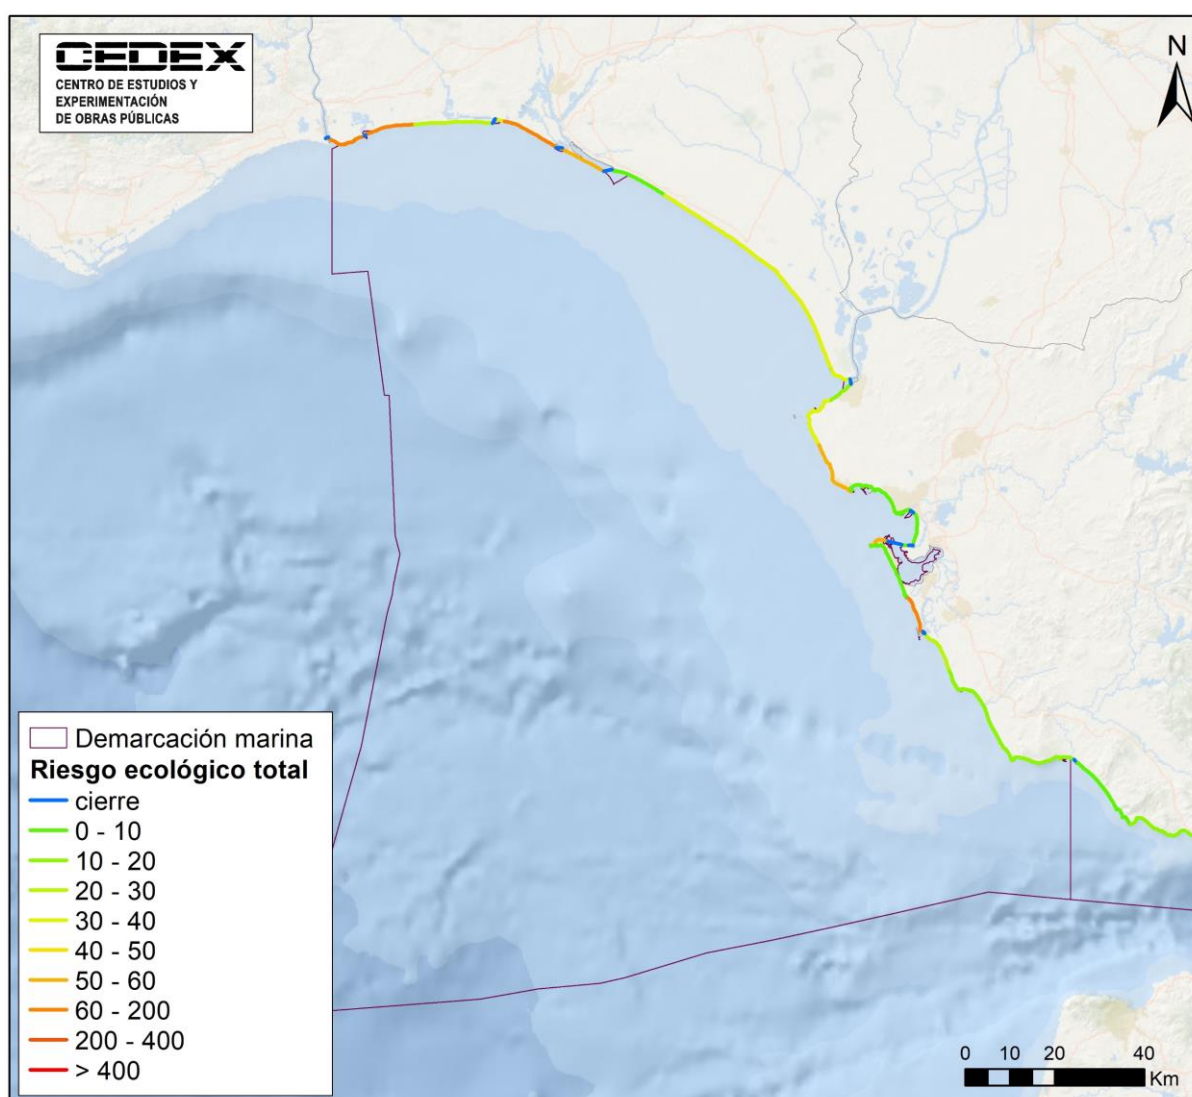 CEDEX
CENTRO DE ESTUDIOS Y
EXPERIMENTACIÓN
DE OBRAS PÚBLICAS
N
Demarcación marina
Riesgo ecológico total
cierre
0 - 10
10 - 20
20 - 30
30 - 40
40 - 50
50 - 60
60 - 200
200 - 400
> 400
0 10 20 40
Km